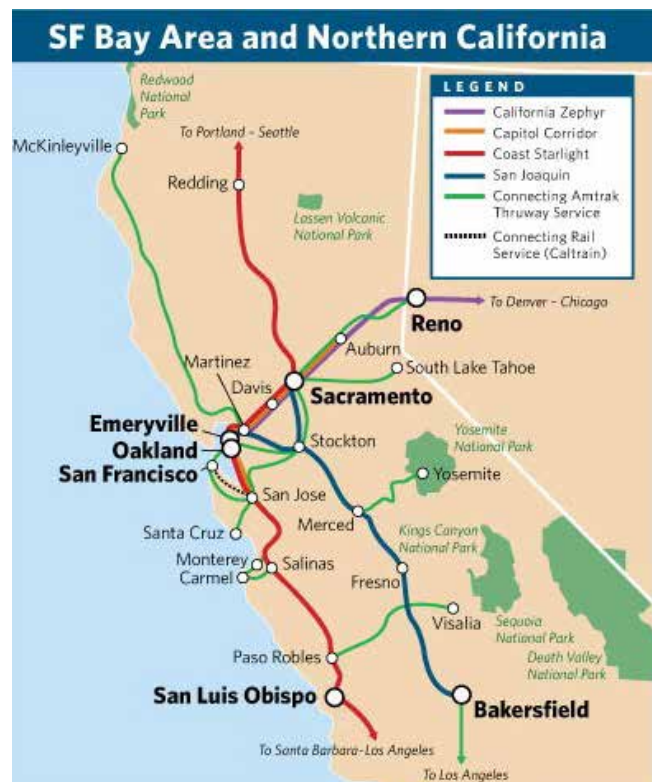 SF Bay Area and Northern California
LEGEND
California Zephyr
Capitol Corridor
Coast Starlight
San Joaquin
Connecting Amtrak
Thruway Service
Connecting Rail
Service (Caltrain)
Redwood
National
Park
To Portland - Seattle
McKinleyville
Redding
Lassen Volcanic
National Park
To Denver - Chicago
Reno
Auburn
Martinez
South Lake Tahoe
Davis
Sacramento
Emeryville
Oakland
San Francisco
Stockton
Yosemite
National Park
Yosemite
San Jose
Merced
Santa Cruz
Kings Canyon
National Park
Monterey
Carmel
Salinas
Fresno
Visalia
Sequoia
National Park
Paso Robles
Death Valley
National Park
San Luis Obispo
Bakersfield
To Santa Barbara-Los Angeles
To Los Angeles